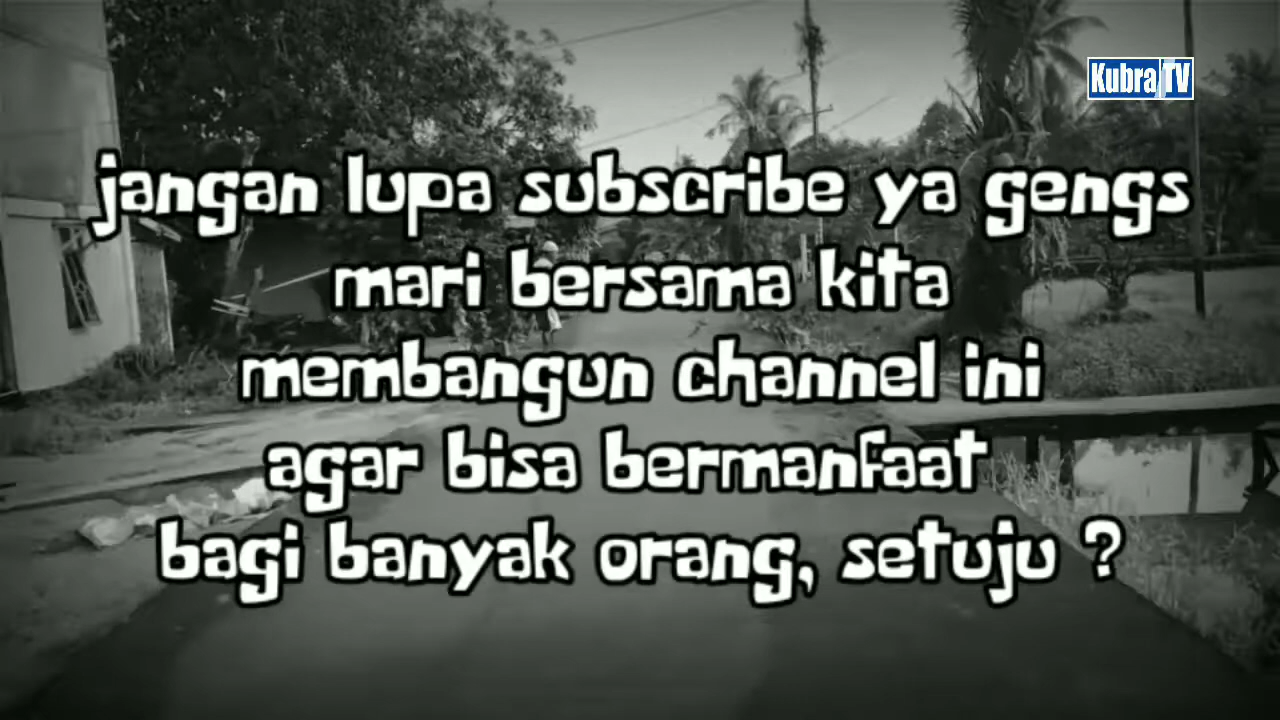 Kubra TV
jangan lupa subscribe ya gengs
mari bersama kita
membangun channel ini
agar bisa bermanfaat
bagi banyak orang, setuju ?